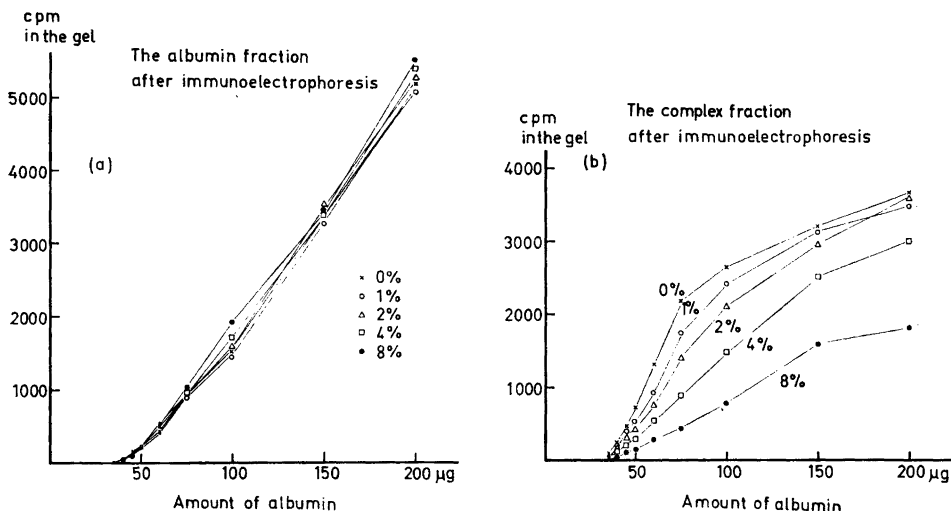 cpm
in the gel
The albumin fraction
after immunoelectrophoresis
(a)
5000
4000
3000
2000
1000
× 0%
○ 1%
△ 2%
□ 4%
● 8%
50
100
150
200 µg
Amount of albumin
cpm
in the gel
The complex fraction
after immunoelectrophoresis
(b)
4000
3000
2000
1000
0%
1%
2%
4%
8%
50
100
150
200 µg
Amount of albumin